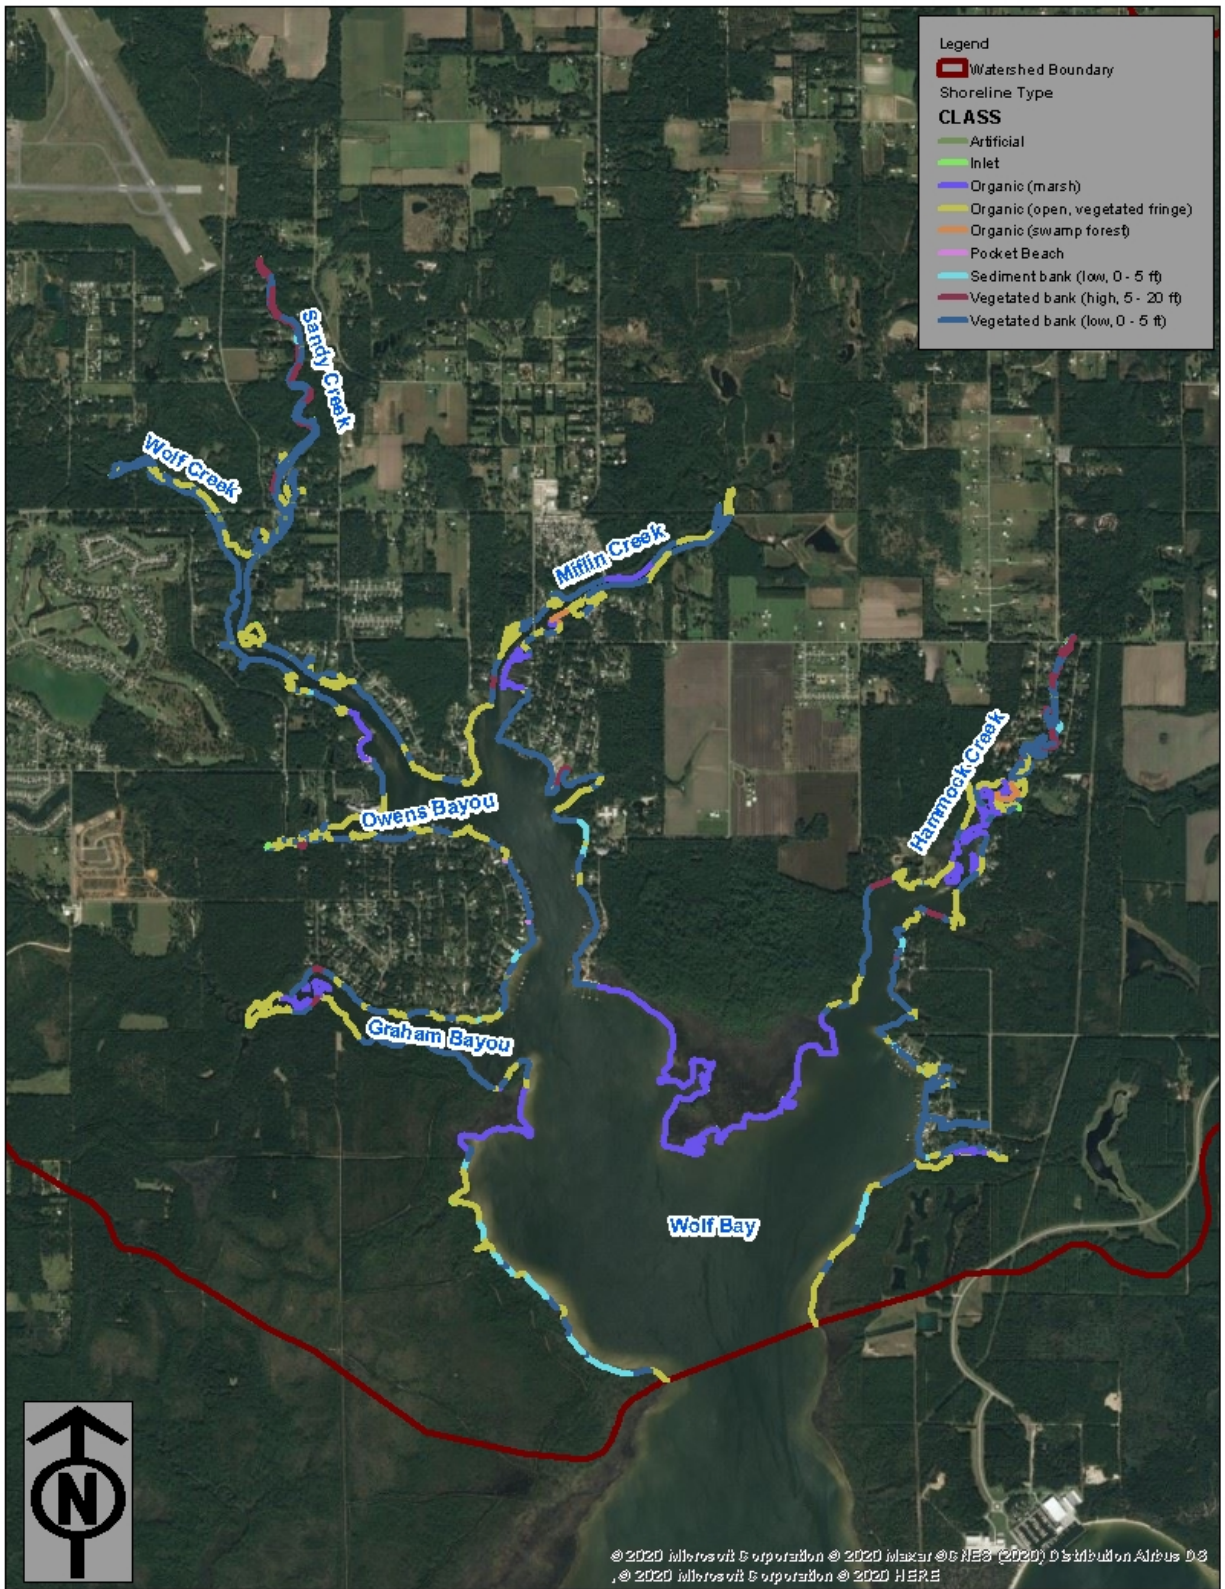 Legend
Watershed Boundary
Shoreline Type
CLASS
Artificial
Inlet
Organic (marsh)
Organic (open, vegetated fringe)
Organic (swamp forest)
Pocket Beach
Sediment bank (low, 0 - 5 ft)
Vegetated bank (high, 5 - 20 ft)
Vegetated bank (low, 0 - 5 ft)
Sandy Creek
Wolf Creek
Miflin Creek
Hammock Creek
Owens Bayou
Graham Bayou
Wolf Bay
N
© 2020 Microsoft Corporation © 2020 Maxar ©CNES (2020) Distribution Airbus DS
, © 2020 Microsoft Corporation © 2020 HERE